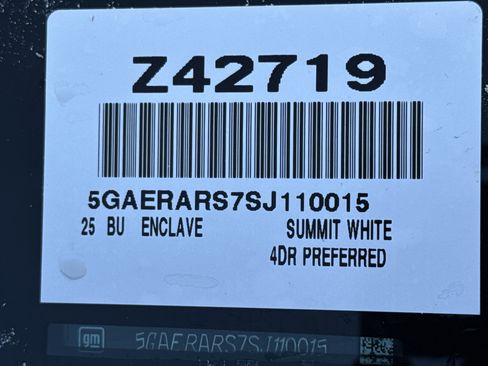 Z42719
5GAERARS7SJ110015
25 BU ENCLAVE SUMMIT WHITE
4DR PREFERRED
gm 5GAERARS7SJ110015